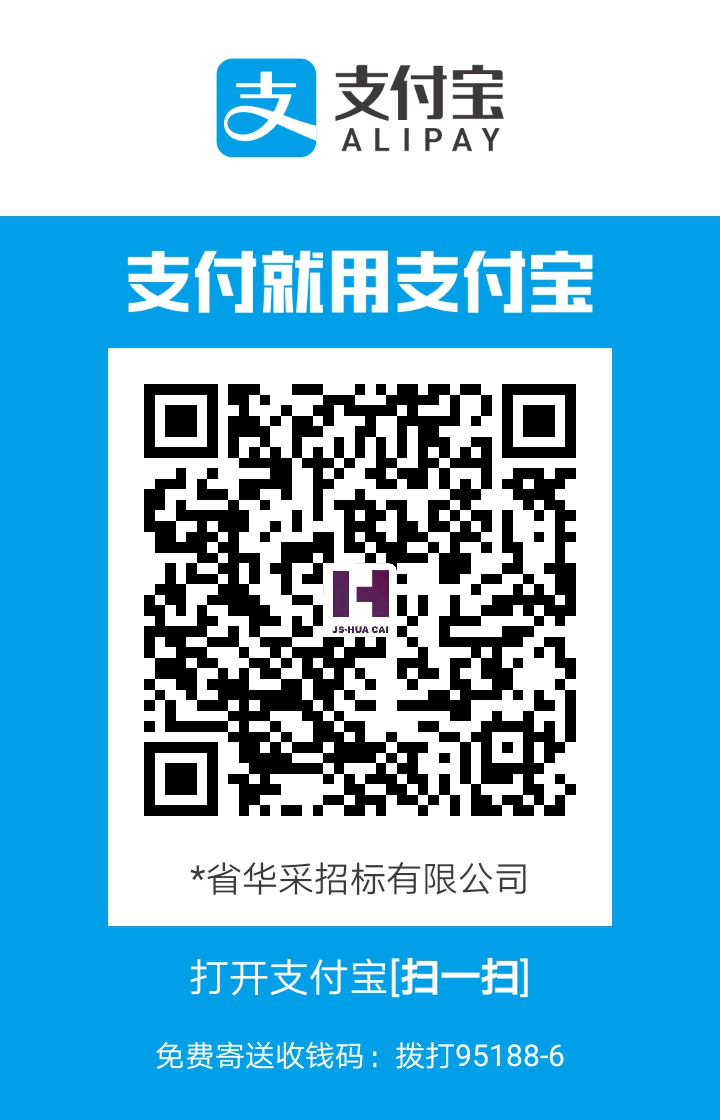 支付宝
ALIPAY
支付就用支付宝
JS·HUA CAI
*省华采招标有限公司
打开支付宝[扫一扫]
免费寄送收钱码：拨打95188-6